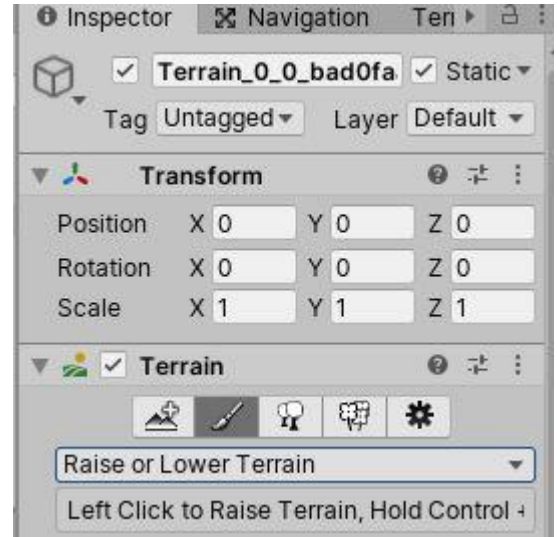 Inspector Navigation Terr
Terrain_0_0_bad0fa Static
Tag Untagged Layer Default
Transform
Position X 0 Y 0 Z 0
Rotation X 0 Y 0 Z 0
Scale X 1 Y 1 Z 1
Terrain
Raise or Lower Terrain
Left Click to Raise Terrain, Hold Control +